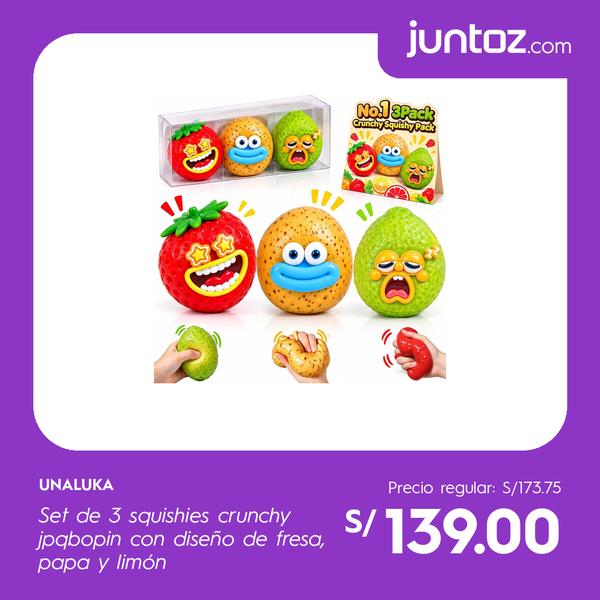 juntoz.com
No.1 3Pack
Crunchy Squishy Pack
UNALUKA
Set de 3 squishies crunchy
jpqbopin con diseño de fresa,
papa y limón
Precio regular: S/173.75
S/ 139.00